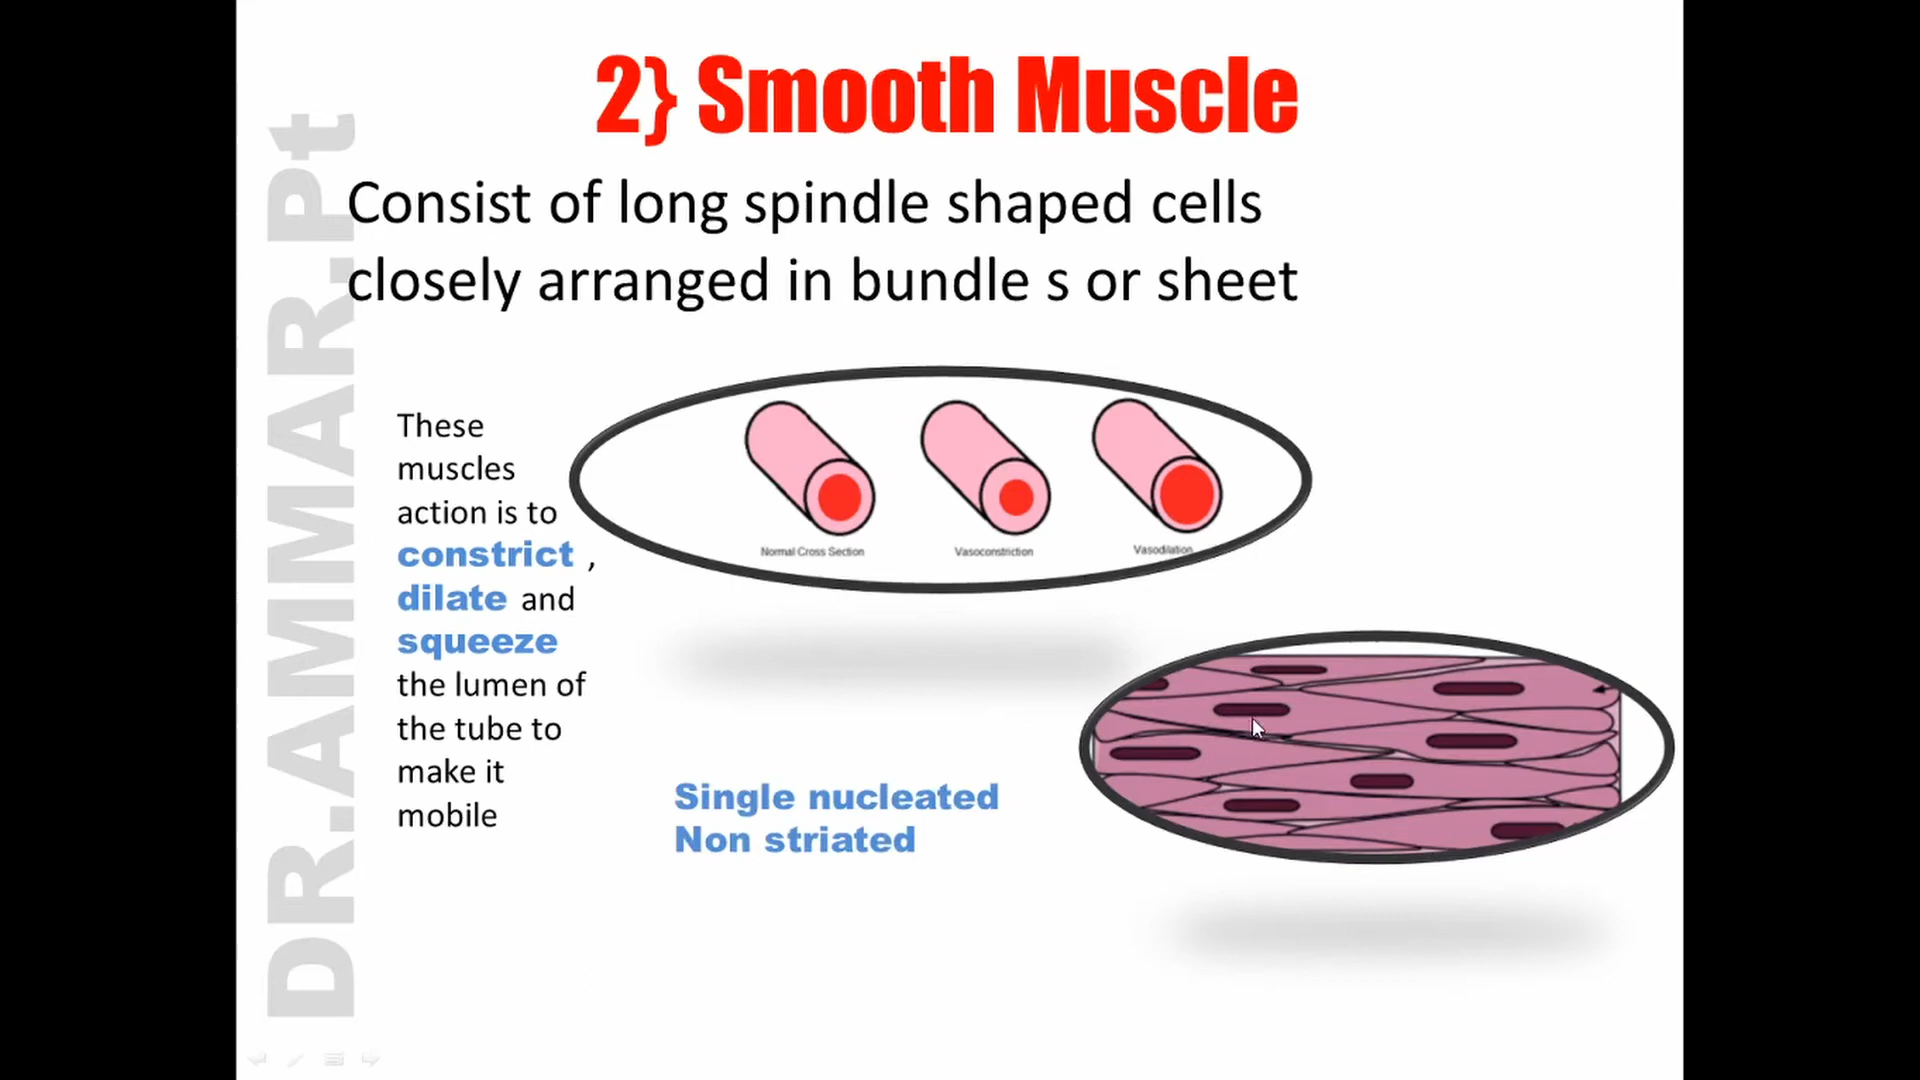 2} Smooth Muscle
Consist of long spindle shaped cells
closely arranged in bundle s or sheet
These
muscles
action is to
constrict ,
dilate and
squeeze
the lumen of
the tube to
make it
mobile
Normal Cross Section
Vasoconstriction
Vasodilation
Single nucleated
Non striated
DR.AMMAR.Pt